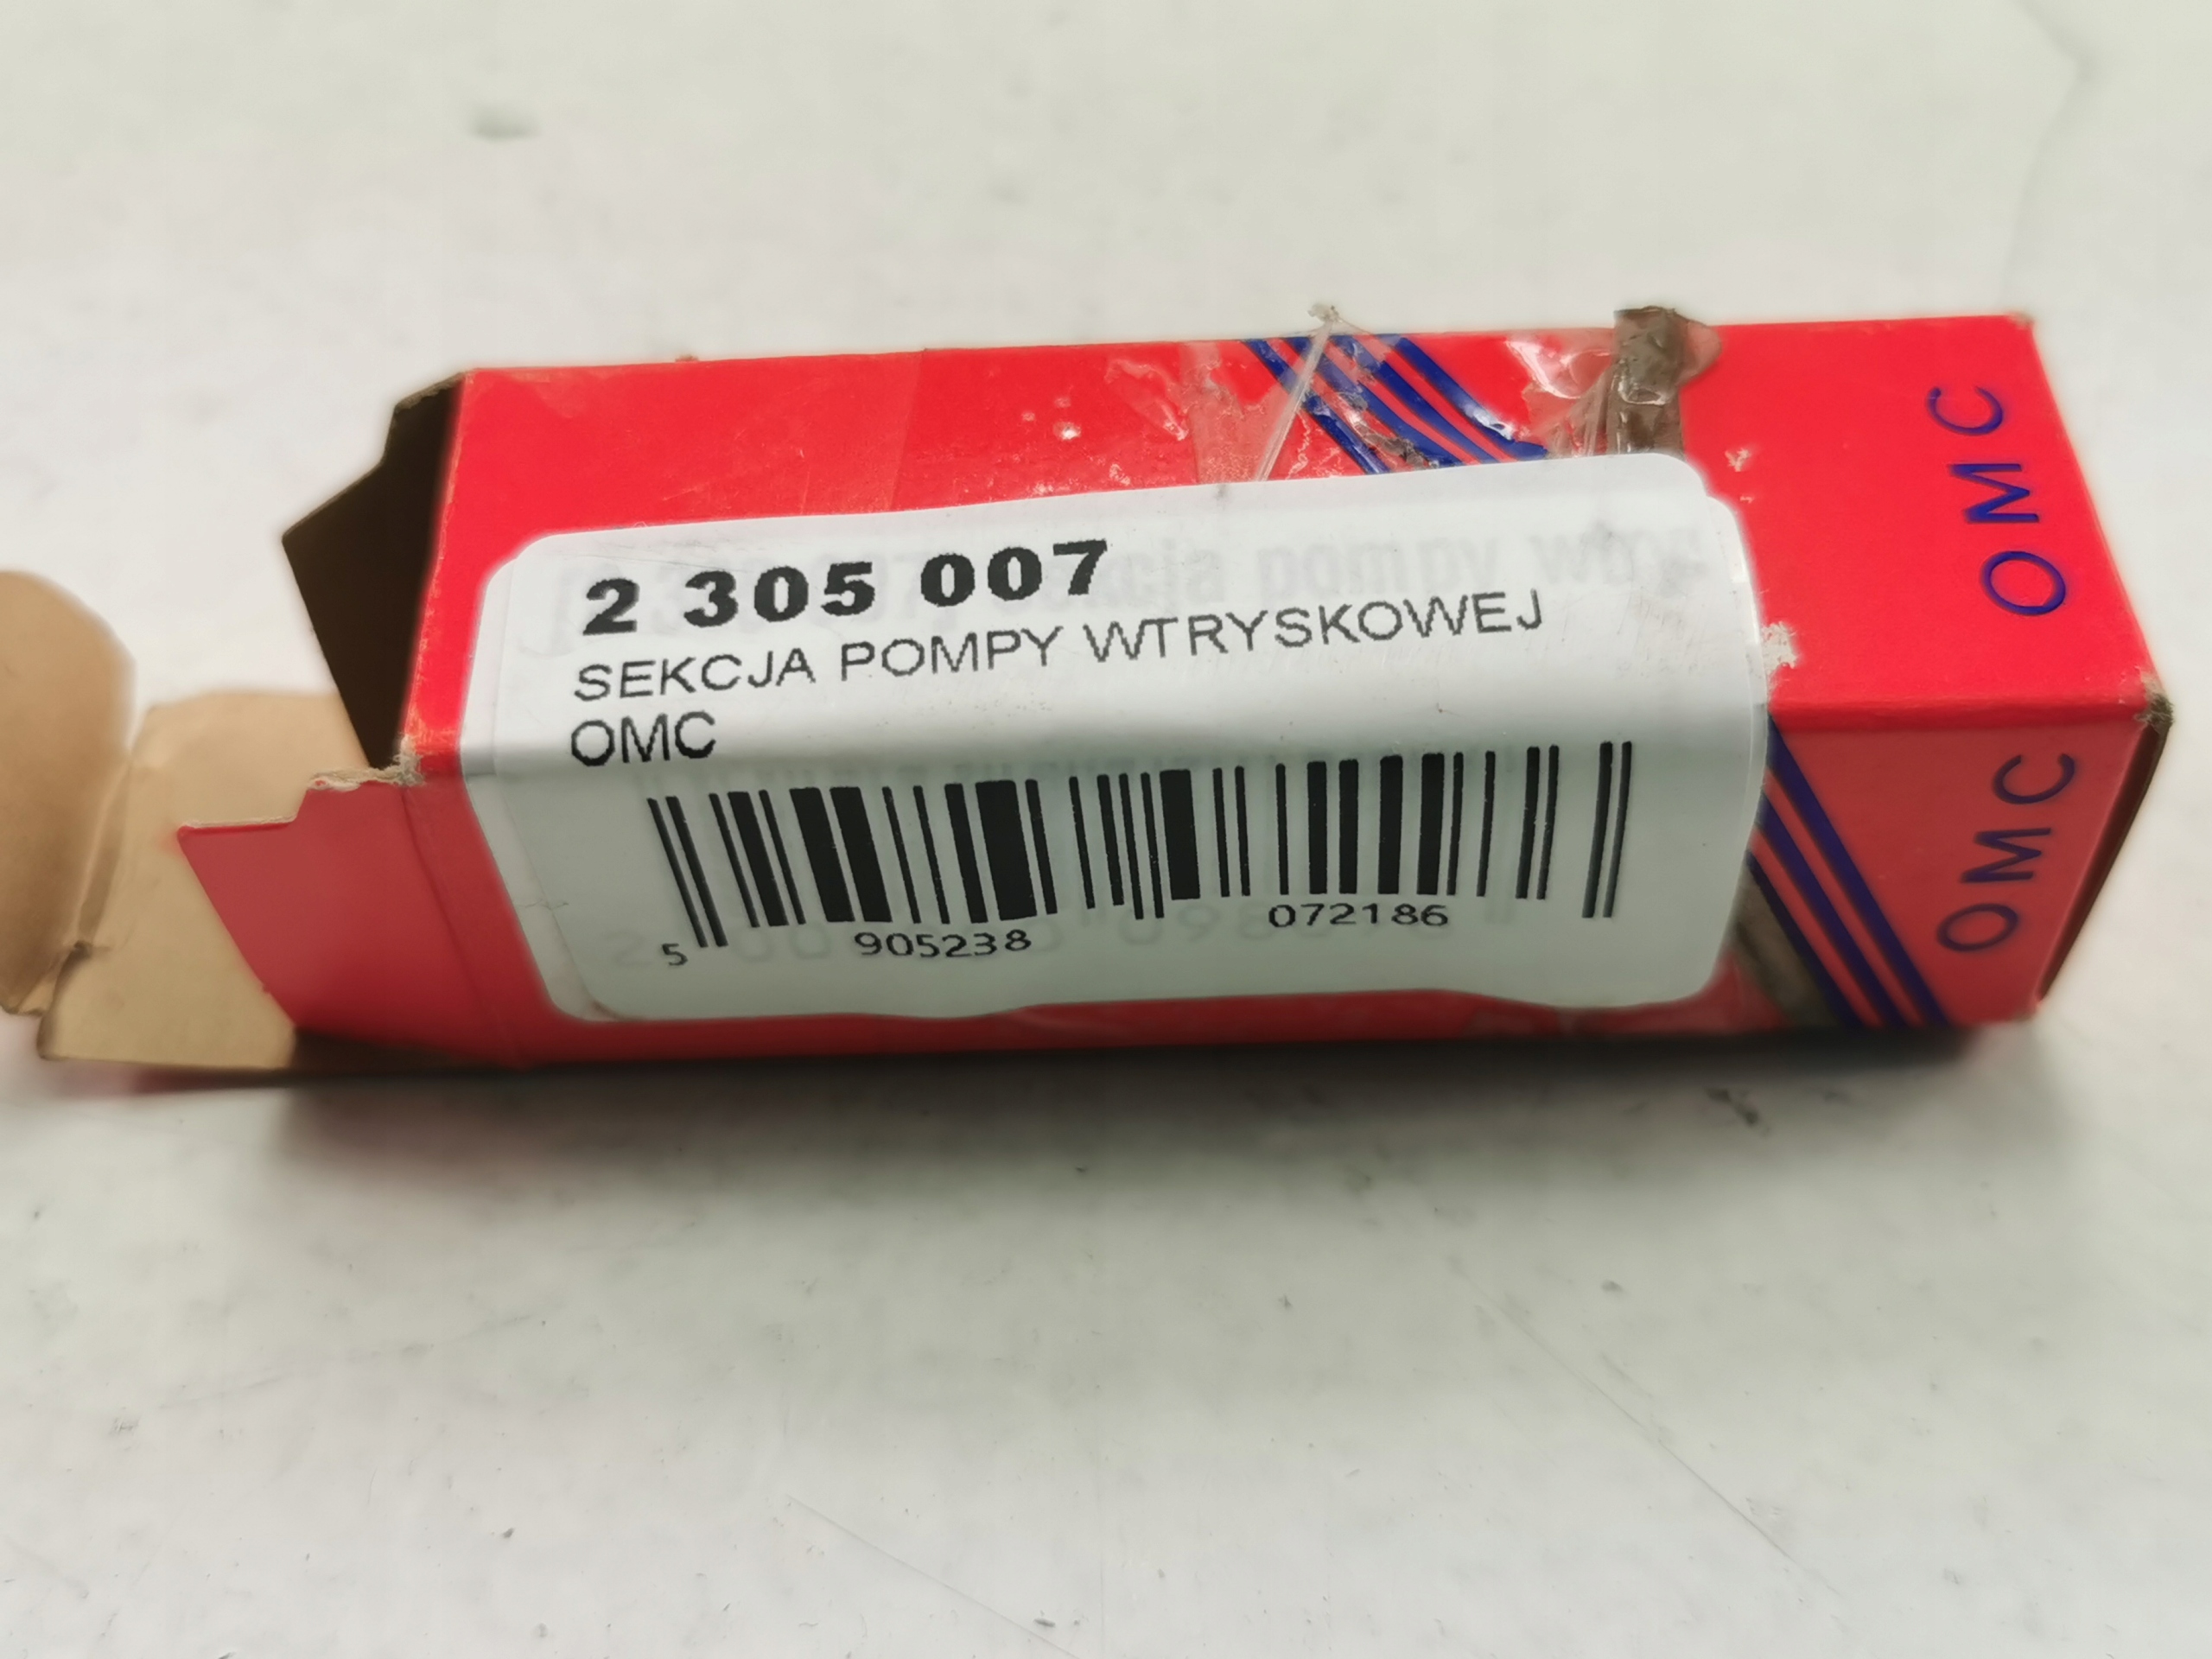 2 305 007
SEKCJA POMPY WTRYSKOWEJ
OMC
5 905238 072186
OMC
OMC